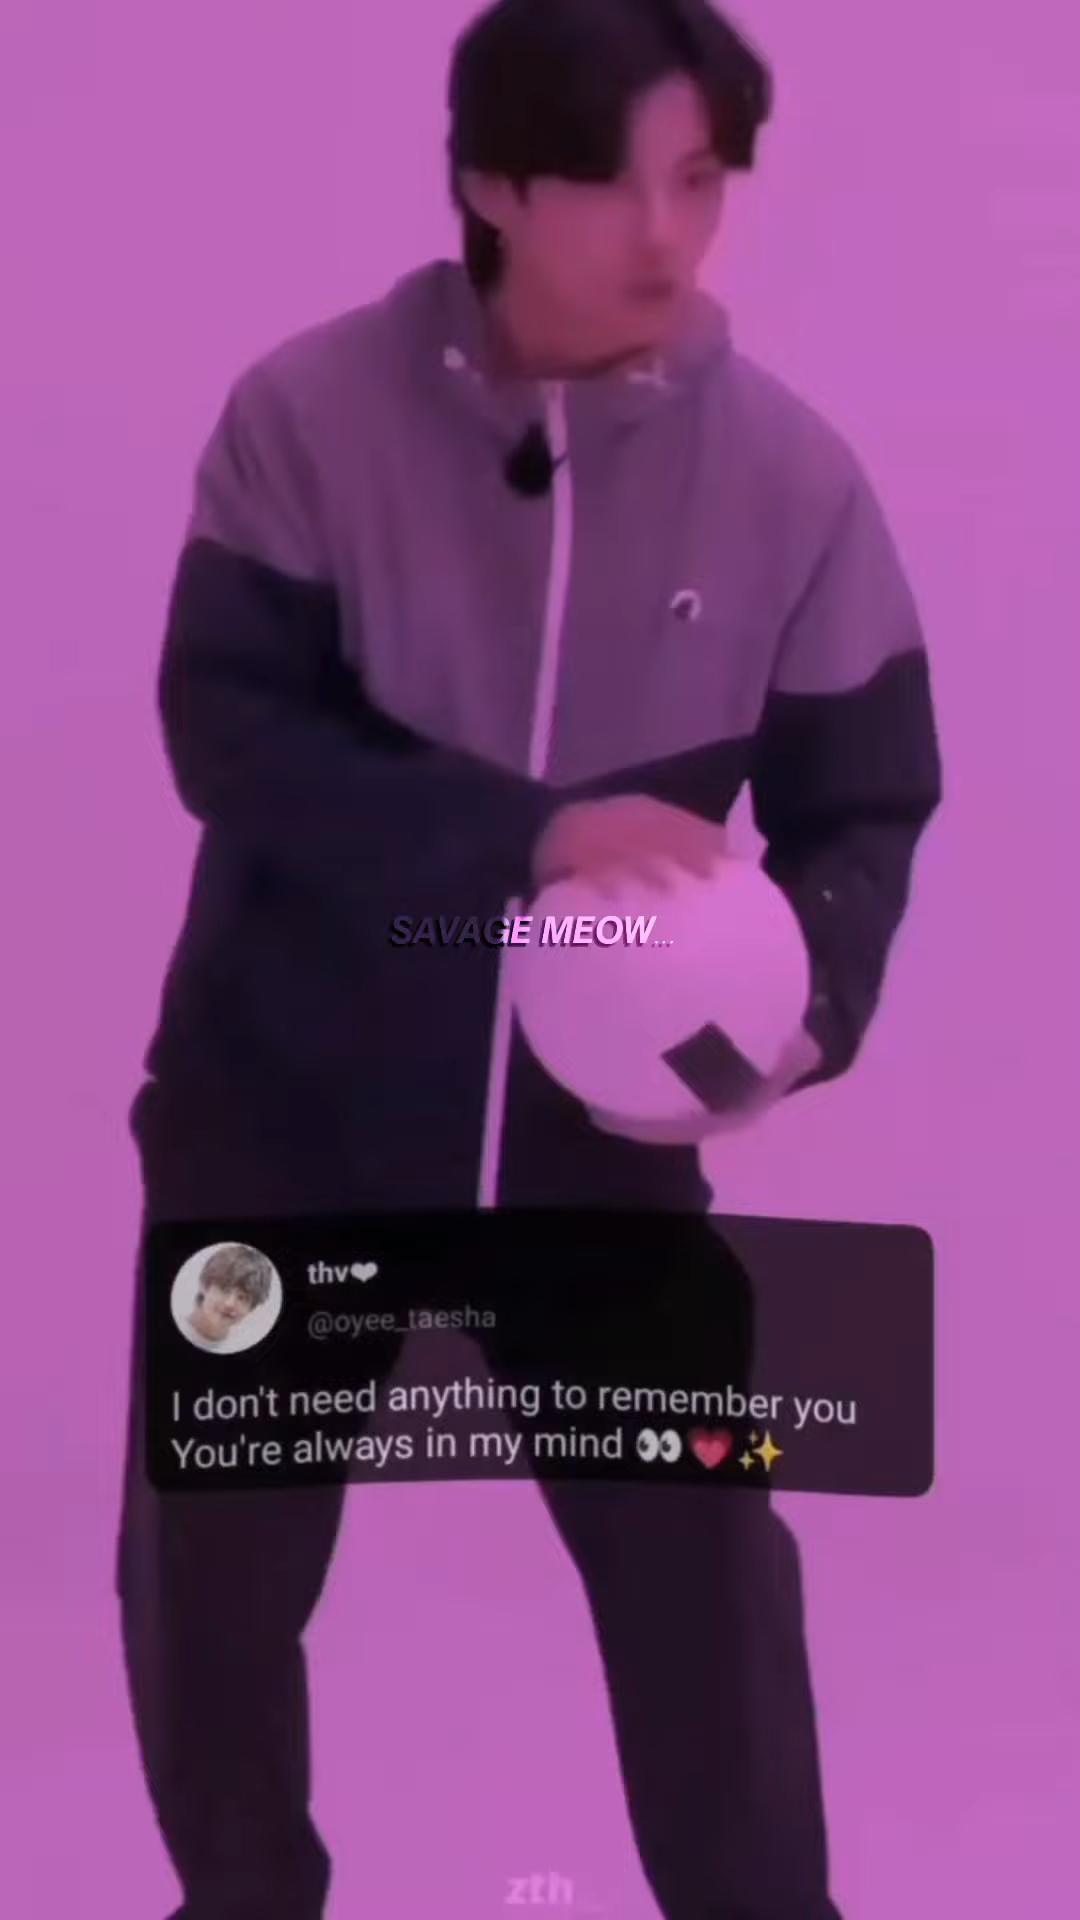 SAVAGE MEOW...
thv❤
@oyee_taesha
I don't need anything to remember you
You're always in my mind 👀💗✨
zth